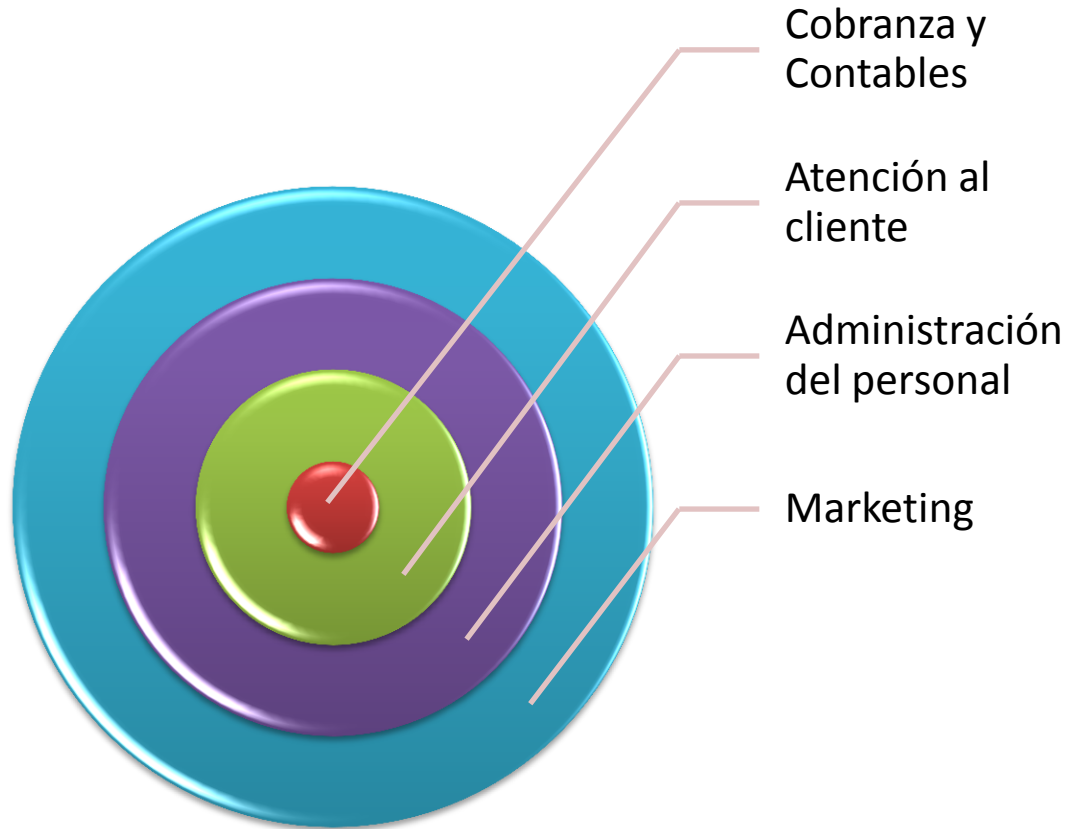 Cobranza y
Contables
Atención al
cliente
Administración
del personal
Marketing